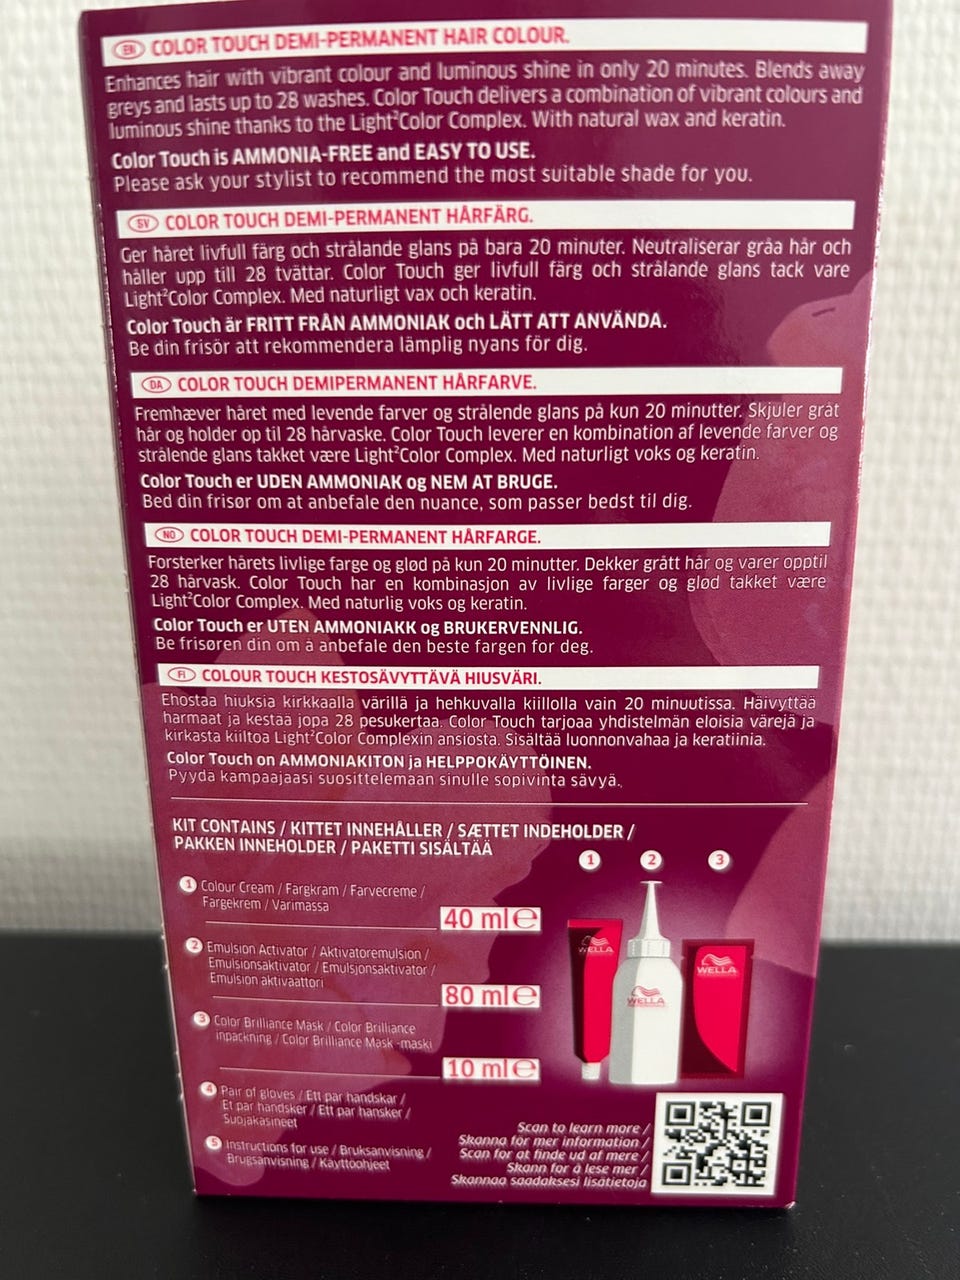 EN COLOR TOUCH DEMI-PERMANENT HAIR COLOUR.
Enhances hair with vibrant colour and luminous shine in only 20 minutes. Blends away
greys and lasts up to 28 washes. Color Touch delivers a combination of vibrant colours and
luminous shine thanks to the Light²Color Complex. With natural wax and keratin.
Color Touch is AMMONIA-FREE and EASY TO USE.
Please ask your stylist to recommend the most suitable shade for you.
SV COLOR TOUCH DEMI-PERMANENT HÅRFÄRG.
Ger håret livfull färg och strålande glans på bara 20 minuter. Neutraliserar gråa hår och
håller upp till 28 tvättar. Color Touch ger livfull färg och strålande glans tack vare
Light²Color Complex. Med naturligt vax och keratin.
Color Touch är FRITT FRÅN AMMONIAK och LÄTT ATT ANVÄNDA.
Be din frisör att rekommendera lämplig nyans för dig.
DA COLOR TOUCH DEMIPERMANENT HÅRFARVE.
Fremhæver håret med levende farver og strålende glans på kun 20 minutter. Skjuler gråt
hår og holder op til 28 hårvaske. Color Touch leverer en kombination af levende farver og
strålende glans takket være Light²Color Complex. Med naturligt voks og keratin.
Color Touch er UDEN AMMONIAK og NEM AT BRUGE.
Bed din frisør om at anbefale den nuance, som passer bedst til dig.
NO COLOR TOUCH DEMI-PERMANENT HÅRFARGE.
Forsterker hårets livlige farge og glød på kun 20 minutter. Dekker grått hår og varer opptil
28 hårvask. Color Touch har en kombinasjon av livlige farger og glød takket være
Light²Color Complex. Med naturlig voks og keratin.
Color Touch er UTEN AMMONIAKK og BRUKERVENNLIG.
Be frisøren din om å anbefale den beste fargen for deg.
FI COLOUR TOUCH KESTOSÄVYTTÄVÄ HIUSVÄRI.
Ehostaa hiuksia kirkkaalla värillä ja hehkuvalla kiillolla vain 20 minuutissa. Häivyttää
harmaat ja kestää jopa 28 pesukertaa. Color Touch tarjoaa yhdistelmän eloisia värejä ja
kirkasta kiiltoa Light²Color Complexin ansiosta. Sisältää luonnonvahaa ja keratiinia.
Color Touch on AMMONIAKITON ja HELPPOKÄYTTÖINEN.
Pyydä kampaajaasi suosittelemaan sinulle sopivinta sävyä.
KIT CONTAINS / KITTET INNEHÅLLER / SÆTTET INDEHOLDER /
PAKKEN INNEHOLDER / PAKETTI SISÄLTÄÄ
1 2 3
1 Colour Cream / Färgkräm / Farvecreme /
Fargekrem / Värimassa
40 ml ℮
2 Emulsion Activator / Aktivatoremulsion /
Emulsionsaktivator / Emulsjonsaktivator /
Emulsion aktivaattori
80 ml ℮
3 Color Brilliance Mask / Color Brilliance
inpackning / Color Brilliance Mask -maski
10 ml ℮
WELLA
WELLA
WELLA
4 Pair of gloves / Ett par handskar /
Et par handsker / Ett par hansker /
Suojakäsineet
5 Instructions for use / Bruksanvisning /
Brugsanvisning / Käyttöohjeet
Scan to learn more /
Skanna för mer information /
Scan for at finde ud af mere /
Skann for å lese mer /
Skannaa saadaksesi lisätietoja